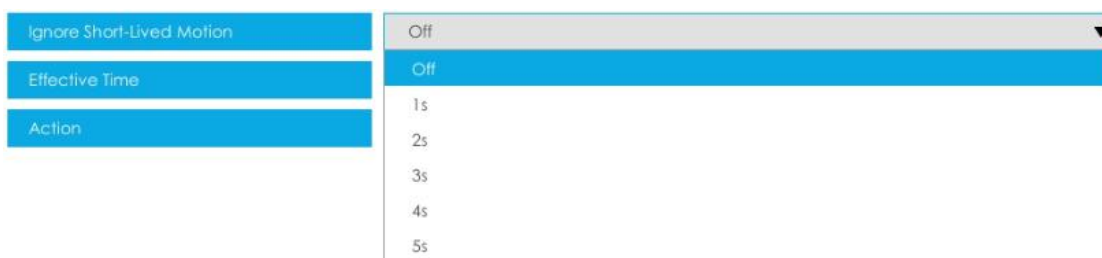 Ignore Short-Lived Motion
Off
Effective Time
Off
Action
1s
2s
3s
4s
5s